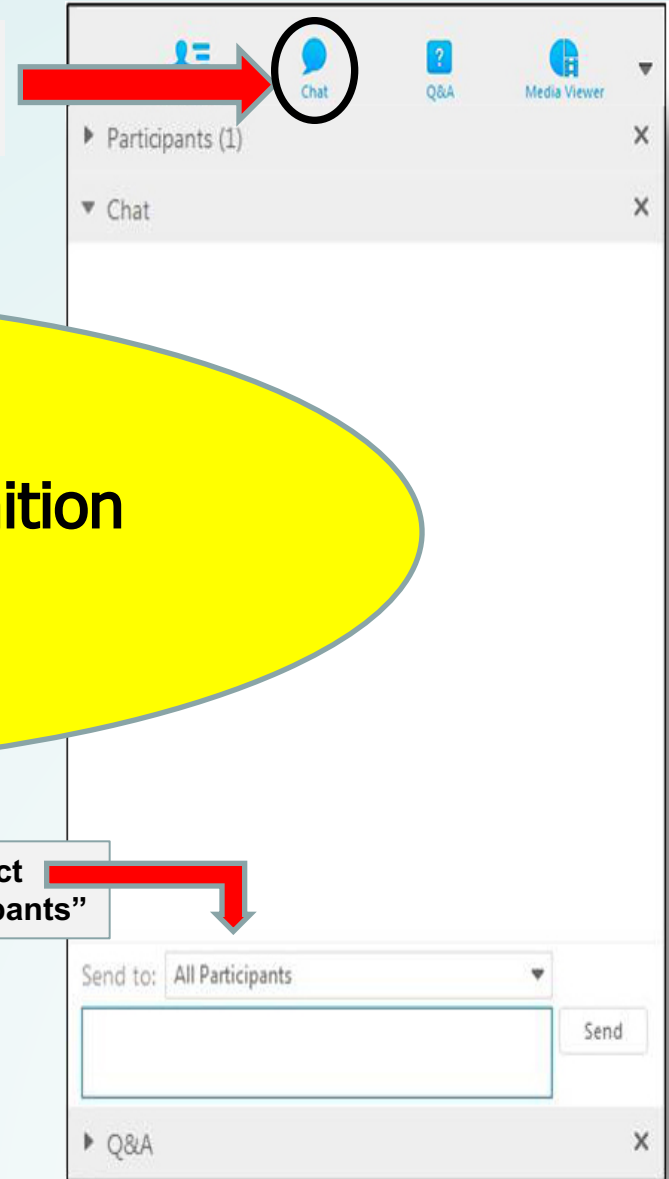 Chat Q&A Media Viewer
Participants (1)
Chat
ition
ct
pants”
Send to: All Participants
Send
Q&A